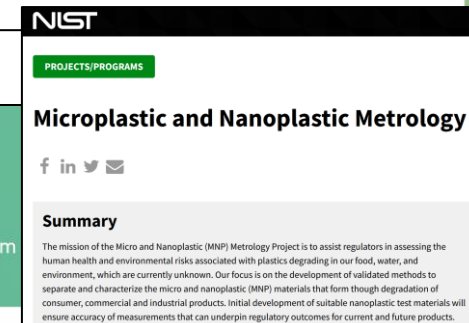 NIST
PROJECTS/PROGRAMS
Microplastic and Nanoplastic Metrology
Summary
The mission of the Micro and Nanoplastic (MNP) Metrology Project is to assist regulators in assessing the
human health and environmental risks associated with plastics degrading in our food, water, and
environment, which are currently unknown. Our focus is on the development of validated methods to
separate and characterize the micro and nanoplastic (MNP) materials that form though degradation of
consumer, commercial and industrial products. Initial development of suitable nanoplastic test materials will
ensure accuracy of measurements that can underpin regulatory outcomes for current and future products.